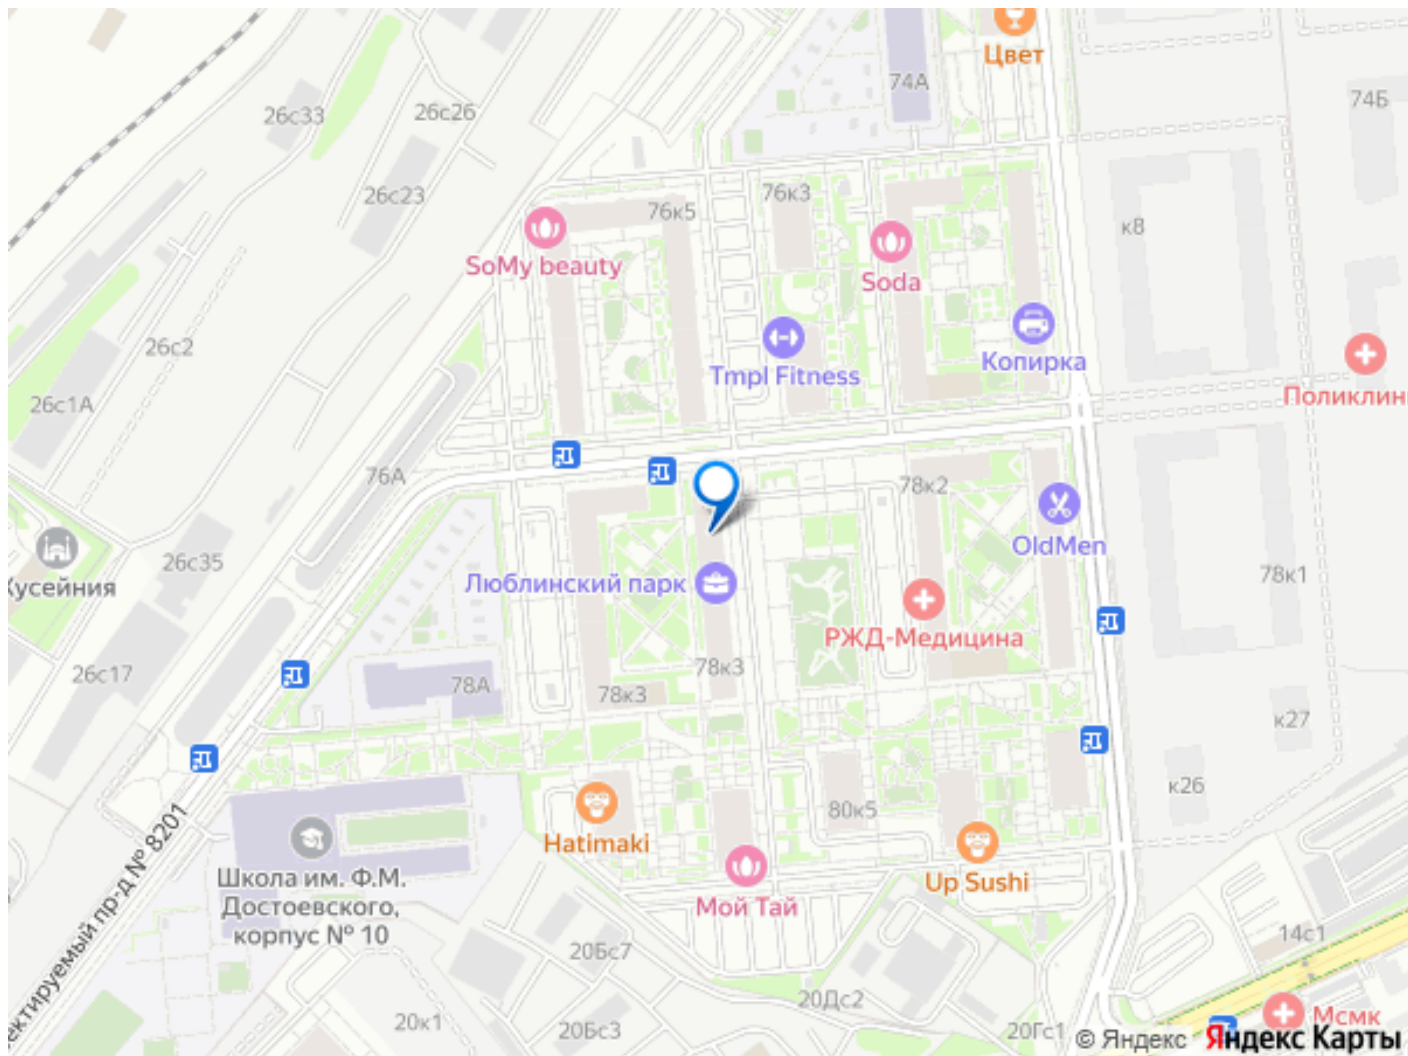 Цвет
74А
74Б
26с33
26с26
26с23
76к5
76к3
к8
SoMy beauty
Soda
26с2
Tmpl Fitness
Копирка
26с1А
Поликлин
76А
78к2
OldMen
26с35
Хусейния
Люблинский парк
78к1
РЖД-Медицина
26с17
78А
78к3
78к3
к27
к26
80к5
Hatimaki
Up Sushi
Школа им. Ф.М.
Достоевского,
корпус № 10
Мой Тай
ектируемый пр-д № 8201
20Бс7
14с1
20Дс2
20к1
20Бс3
20Гс1
Мсмк
© Яндекс Яндекс Карты